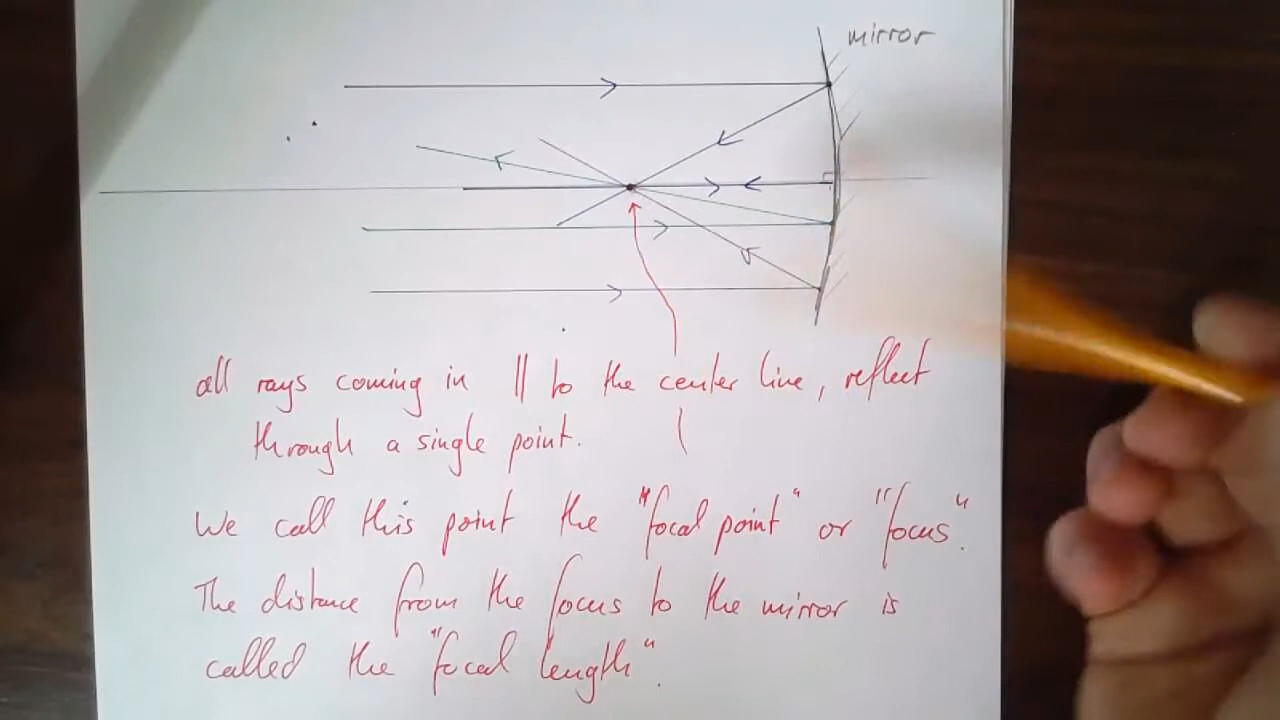 mirror
all rays coming in || to the center line, reflect
through a single point.
We call this point the "focal point" or "focus".
The distance from the focus to the mirror is
called the "focal length".